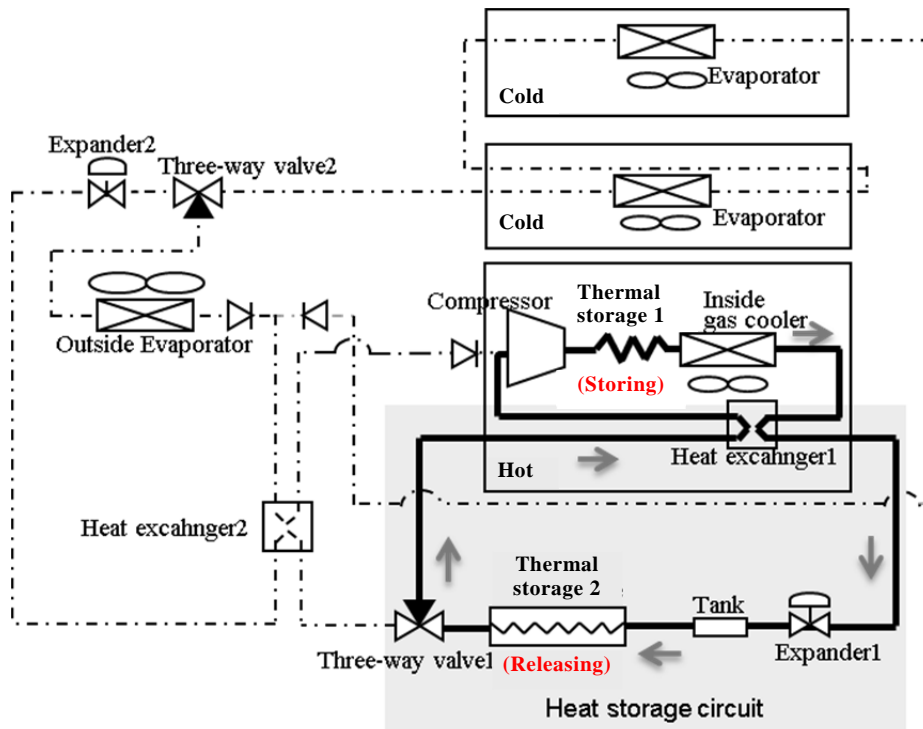 Evaporator
Cold
Expander2
Three-way valve2
Evaporator
Cold
Compressor
Thermal
storage 1
Inside
gas cooler
Outside Evaporator
(Storing)
Heat excahnger1
Hot
Heat excahnger2
Thermal
storage 2
Tank
Three-way valve1
(Releasing)
Expander1
Heat storage circuit